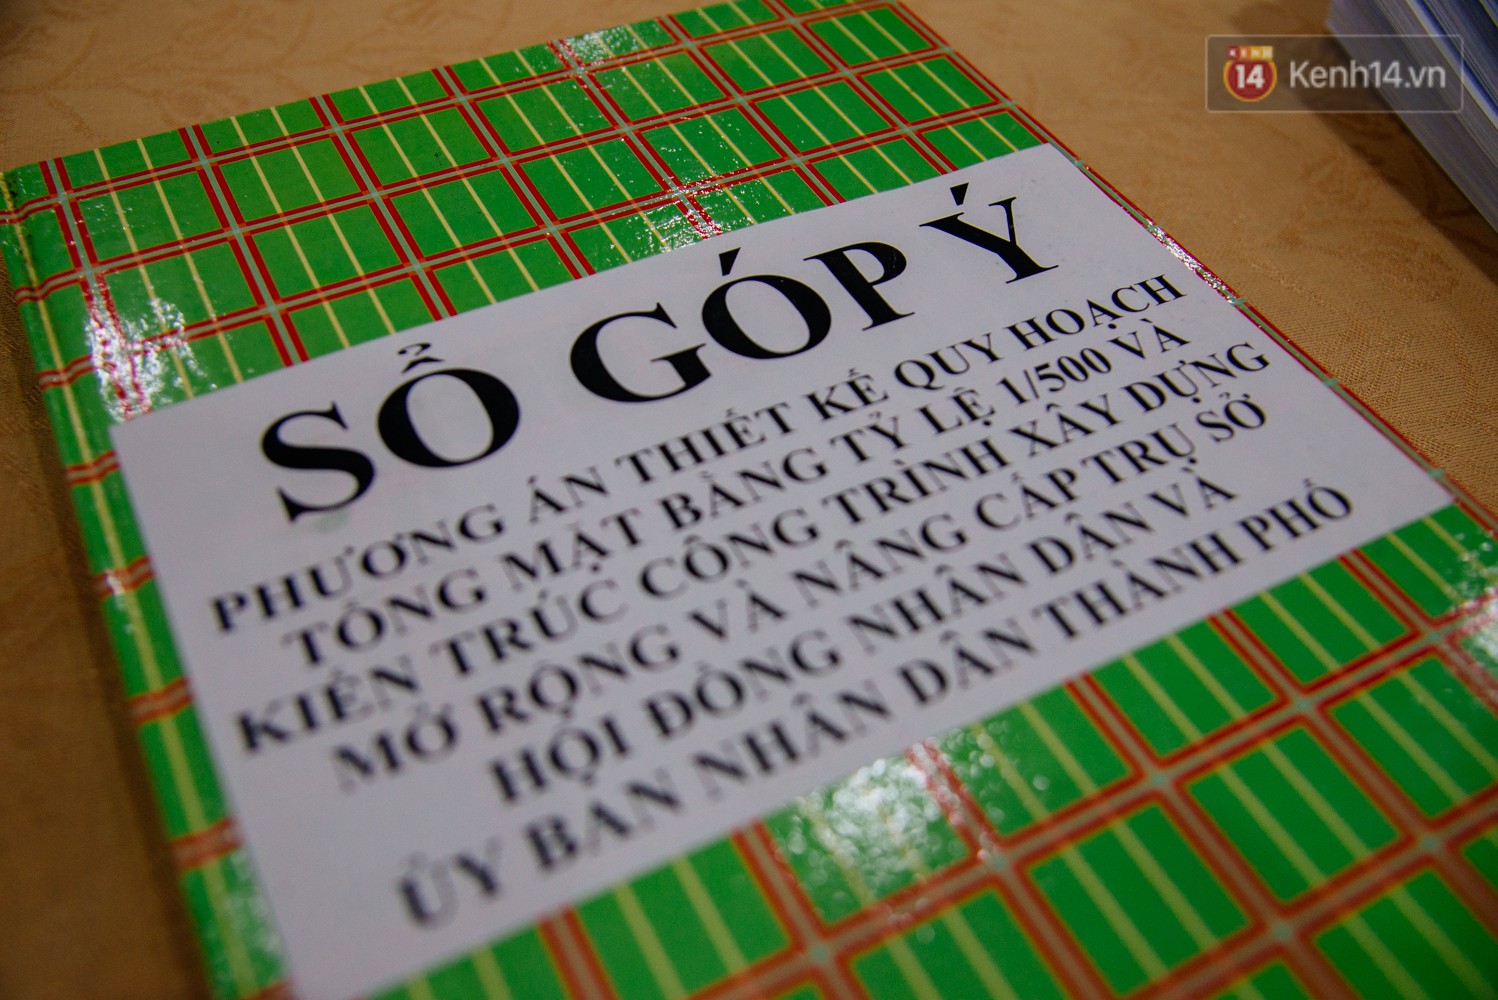 KENH
14
Kenh14.vn
SỔ GÓP Ý
PHƯƠNG ÁN THIẾT KẾ QUY HOẠCH
TỔNG MẶT BẰNG TỶ LỆ 1/500 VÀ
KIẾN TRÚC CÔNG TRÌNH XÂY DỰNG
MỞ RỘNG VÀ NÂNG CẤP TRỤ SỞ
HỘI ĐỒNG NHÂN DÂN VÀ
ỦY BAN NHÂN DÂN THÀNH PHỐ